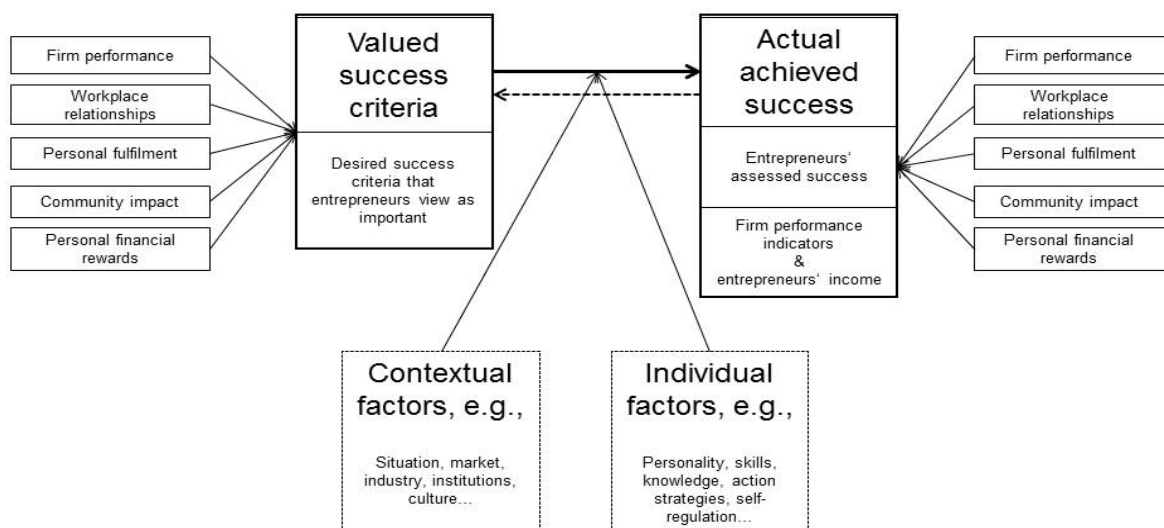 Firm performance
Workplace
relationships
Personal fulfilment
Community impact
Personal financial
rewards
Valued
success
criteria
Desired success
criteria that
entrepreneurs view as
important
Actual
achieved
success
Entrepreneurs‘
assessed success
Firm performance
indicators
&
entrepreneurs‘ income
Firm performance
Workplace
relationships
Personal fulfilment
Community impact
Personal financial
rewards
Contextual
factors, e.g.,
Situation, market,
industry, institutions,
culture…
Individual
factors, e.g.,
Personality, skills,
knowledge, action
strategies, self-
regulation…